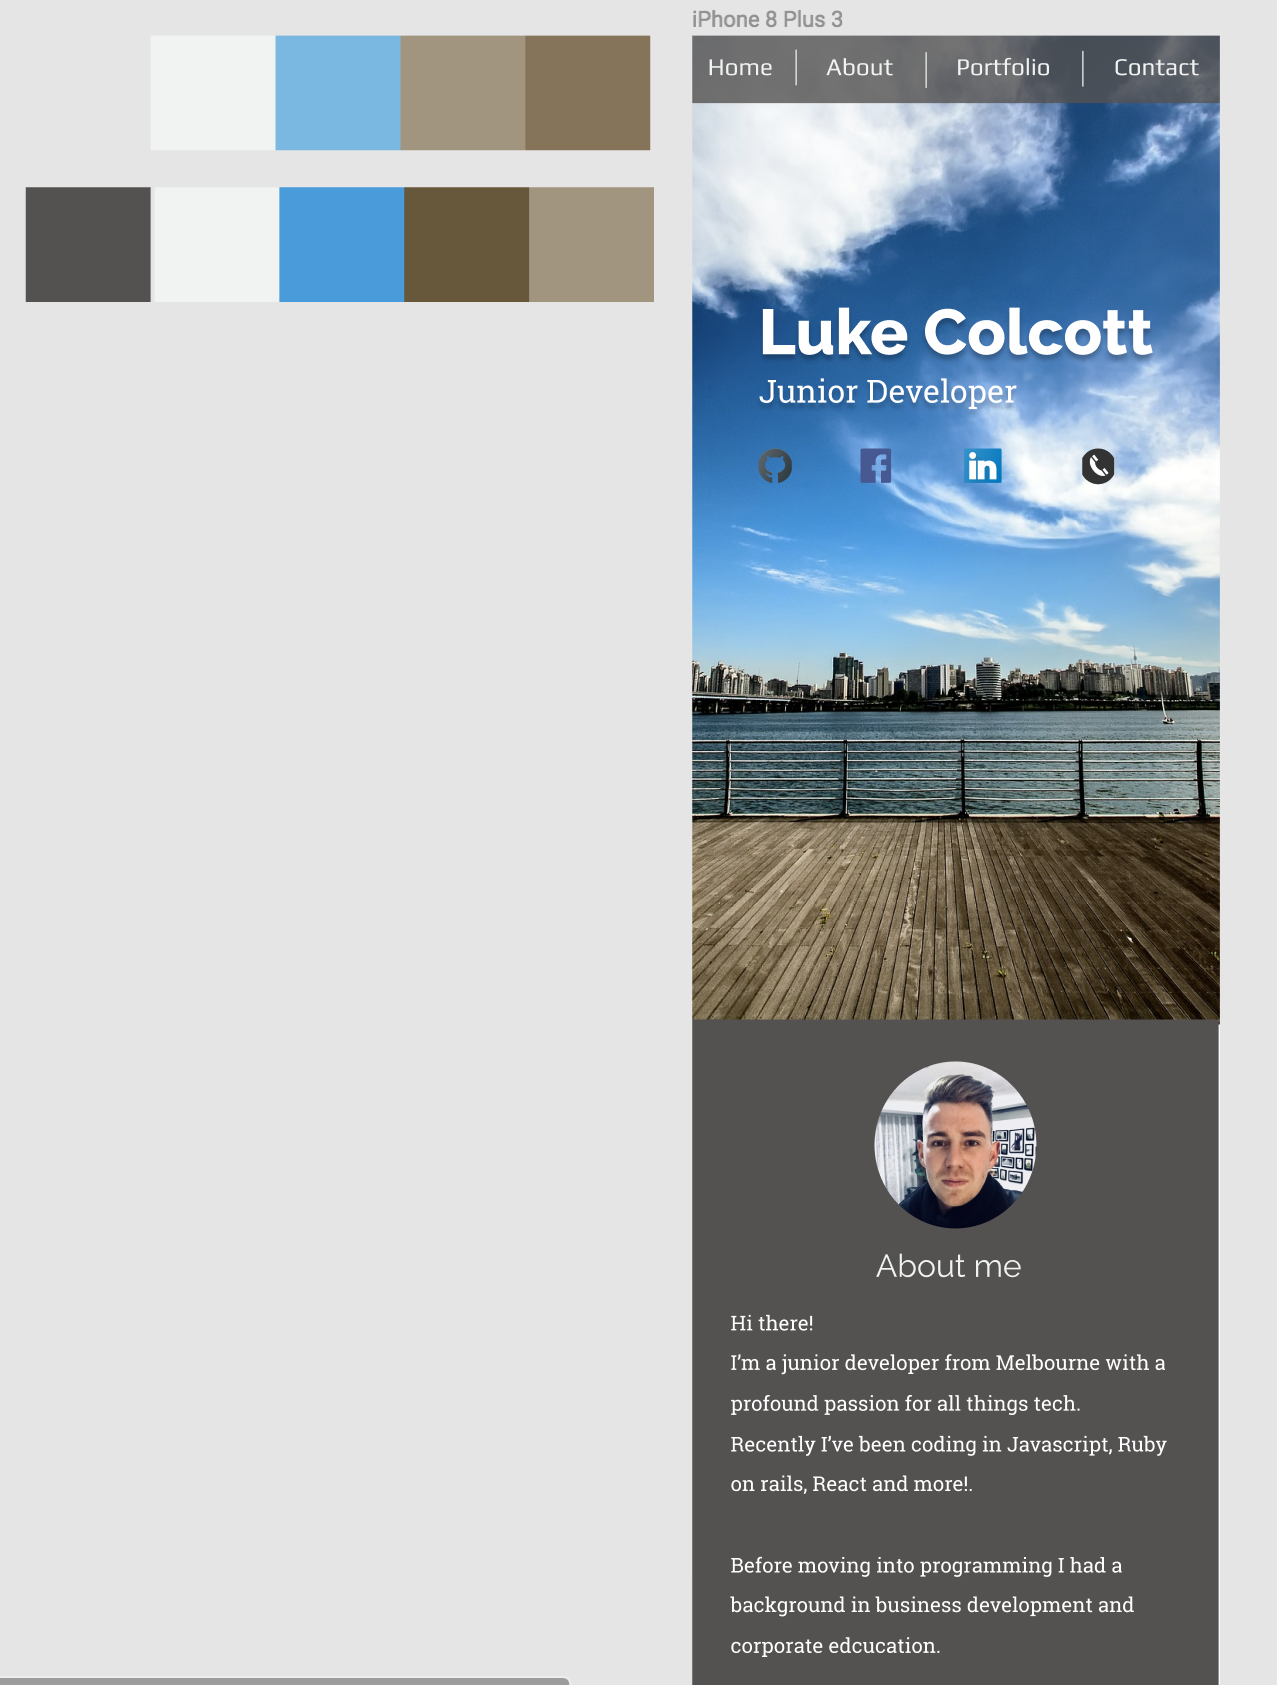 iPhone 8 Plus 3
Home About Portfolio Contact
Luke Colcott
Junior Developer
in
About me
Hi there!
I’m a junior developer from Melbourne with a
profound passion for all things tech.
Recently I’ve been coding in Javascript, Ruby
on rails, React and more!.
Before moving into programming I had a
background in business development and
corporate edcucation.